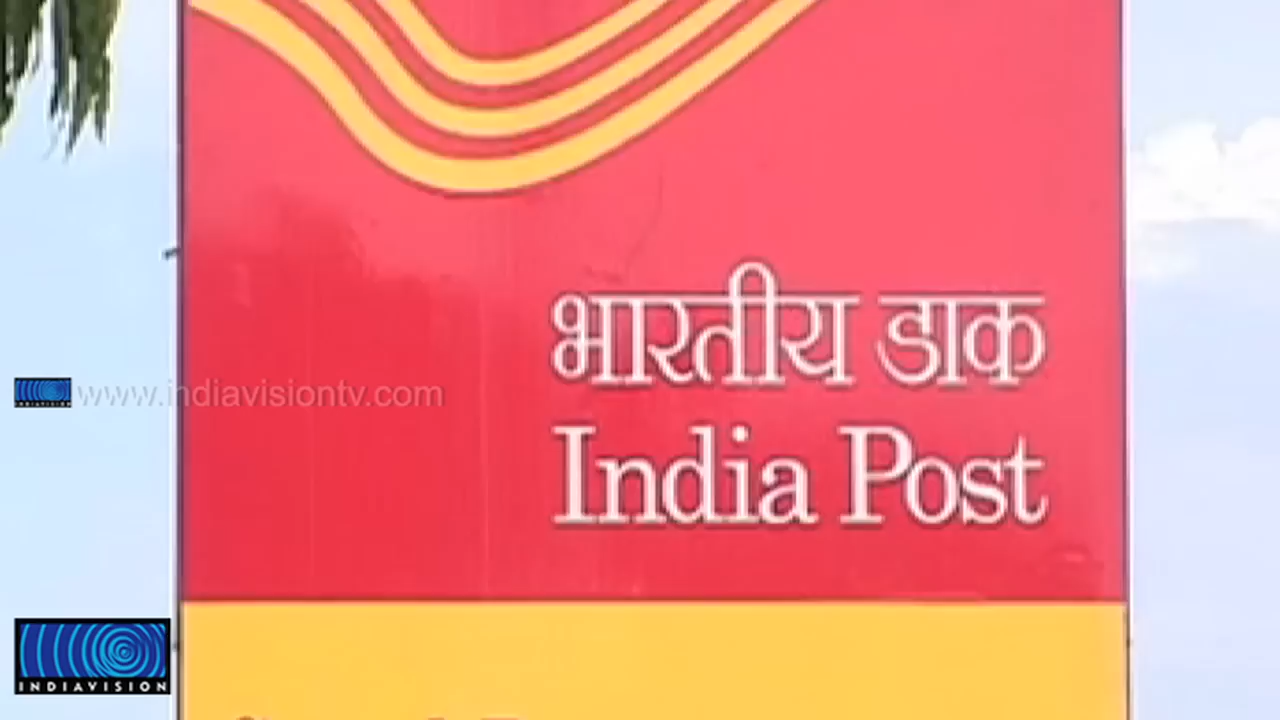 भारतीय डाक
www.indiavisiontv.com
India Post
INDIAVISION